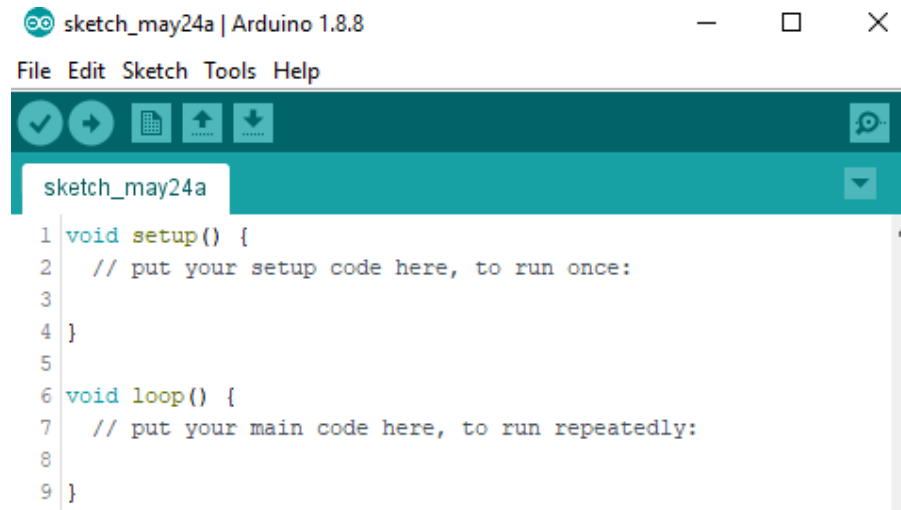 sketch_may24a | Arduino 1.8.8
File Edit Sketch Tools Help
sketch_may24a
1 void setup() {
2   // put your setup code here, to run once:
3
4 }
5
6 void loop() {
7   // put your main code here, to run repeatedly:
8
9 }